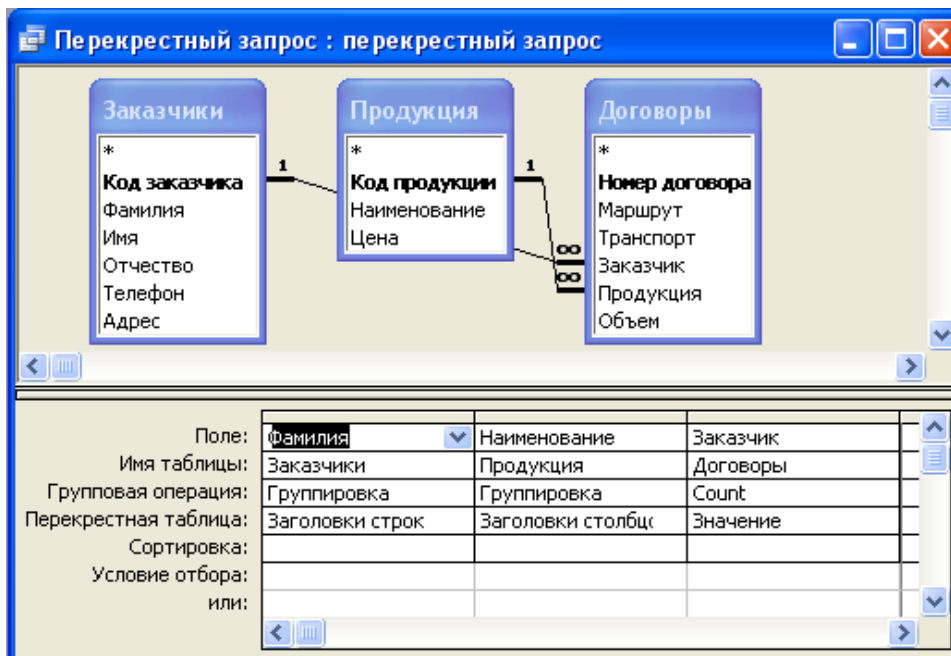 Перекрестный запрос : перекрестный запрос
Заказчики
*
Код заказчика
Фамилия
Имя
Отчество
Телефон
Адрес
1
Продукция
*
Код продукции
Наименование
Цена
1
∞
∞
Договоры
*
Номер договора
Маршрут
Транспорт
Заказчик
Продукция
Объем
Поле: Фамилия Наименование Заказчик
Имя таблицы: Заказчики Продукция Договоры
Групповая операция: Группировка Группировка Count
Перекрестная таблица: Заголовки строк Заголовки столбцо Значение
Сортировка:
Условие отбора:
или: